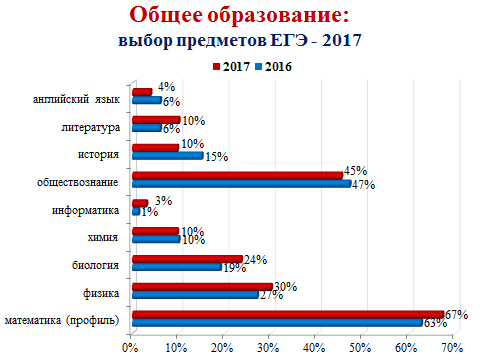 Общее образование:
выбор предметов ЕГЭ - 2017
2017 2016
английский язык 4% 6%
литература 10% 6%
история 10% 15%
обществознание 45% 47%
информатика 3% 1%
химия 10% 10%
биология 24% 19%
физика 30% 27%
математика (профиль) 67% 63%
0% 10% 20% 30% 40% 50% 60% 70%